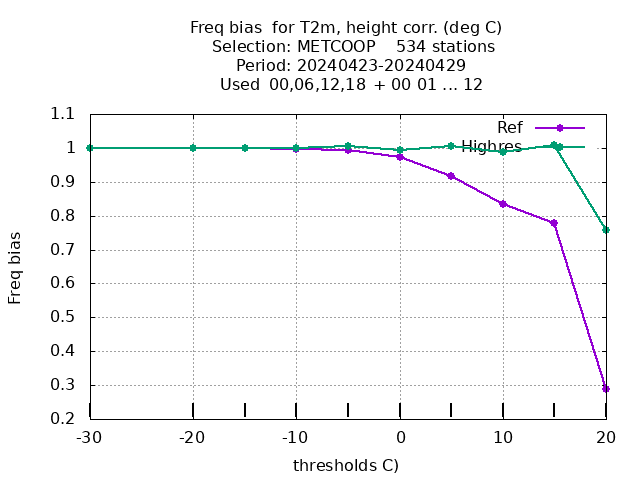 Freq bias  for T2m, height corr. (deg C)
Selection: METCOOP    534 stations
Period: 20240423-20240429
Used 00,06,12,18 + 00 01 ... 12
Ref
Highres
1.1
1
0.9
0.8
0.7
0.6
0.5
0.4
0.3
0.2
Freq bias
-30
-20
-10
0
10
20
thresholds C)